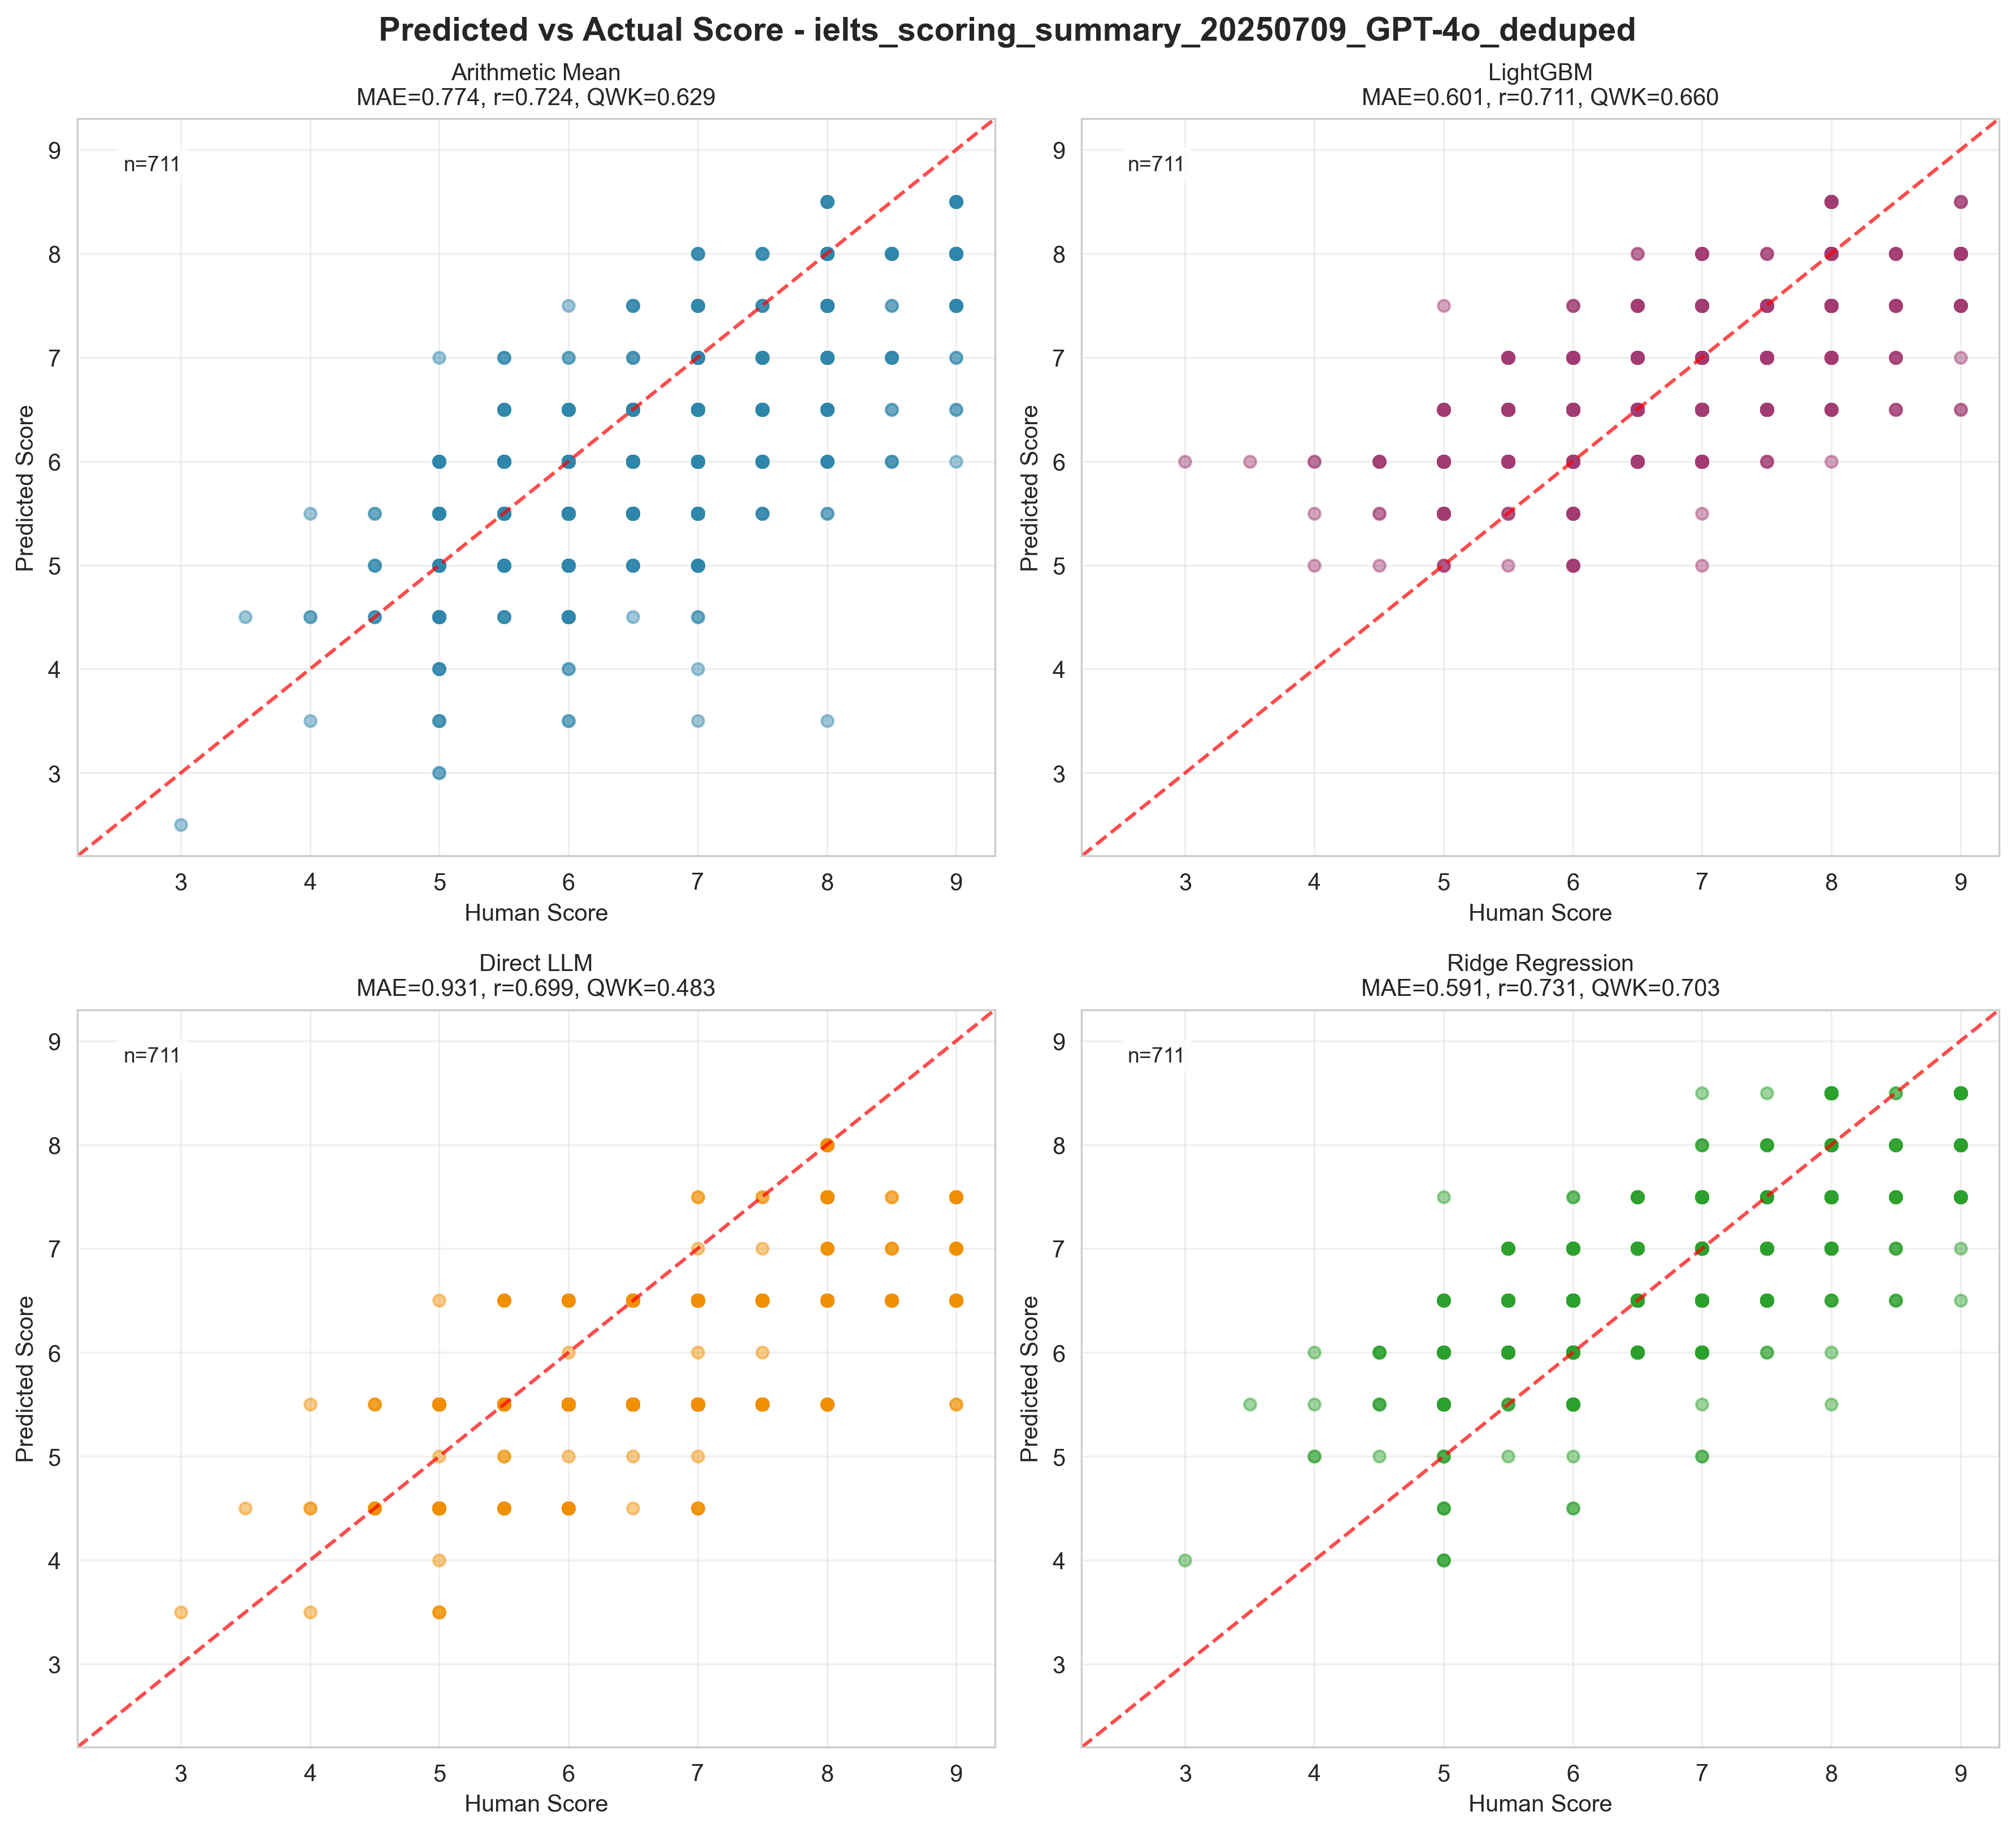 Predicted vs Actual Score - ielts_scoring_summary_20250709_GPT-4o_deduped
Arithmetic Mean
MAE=0.774, r=0.724, QWK=0.629
n=711
9
8
7
6
5
4
3
Predicted Score
3 4 5 6 7 8 9
Human Score
LightGBM
MAE=0.601, r=0.711, QWK=0.660
n=711
9
8
7
6
5
4
3
Predicted Score
3 4 5 6 7 8 9
Human Score
Direct LLM
MAE=0.931, r=0.699, QWK=0.483
n=711
9
8
7
6
5
4
3
Predicted Score
3 4 5 6 7 8 9
Human Score
Ridge Regression
MAE=0.591, r=0.731, QWK=0.703
n=711
9
8
7
6
5
4
3
Predicted Score
3 4 5 6 7 8 9
Human Score